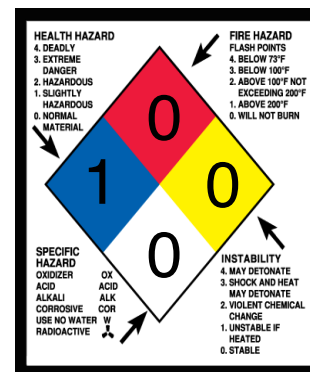 HEALTH HAZARD
4. DEADLY
3. EXTREME
DANGER
2. HAZARDOUS
1. SLIGHTLY
HAZARDOUS
0. NORMAL
MATERIAL
FIRE HAZARD
FLASH POINTS
4. BELOW 73°F
3. BELOW 100°F
2. ABOVE 100°F NOT
EXCEEDING 200°F
1. ABOVE 200°F
0. WILL NOT BURN
0
1
0
0
SPECIFIC
HAZARD
OXIDIZER OX
ACID ACID
ALKALI ALK
CORROSIVE COR
USE NO WATER W
RADIOACTIVE
INSTABILITY
4. MAY DETONATE
3. SHOCK AND HEAT
MAY DETONATE
2. VIOLENT CHEMICAL
CHANGE
1. UNSTABLE IF
HEATED
0. STABLE